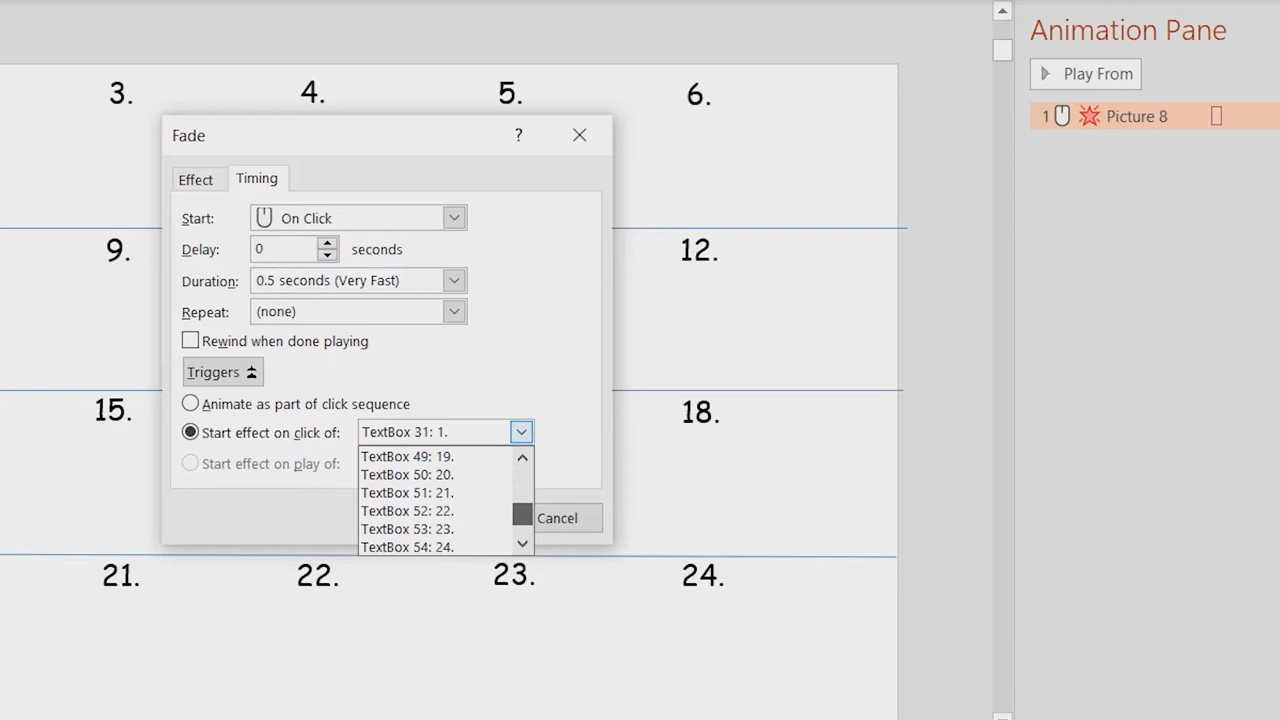 Animation Pane
Play From
1 Picture 8
3. 4. 5. 6.
Fade ?
Effect Timing
Start: On Click
9. 12.
Delay: 0 seconds
Duration: 0.5 seconds (Very Fast)
Repeat: (none)
Rewind when done playing
Triggers
Animate as part of click sequence
15. 18.
Start effect on click of: TextBox 31: 1.
Start effect on play of:
TextBox 49: 19.
TextBox 50: 20.
TextBox 51: 21.
TextBox 52: 22.
TextBox 53: 23.
TextBox 54: 24.
Cancel
21. 22. 23. 24.